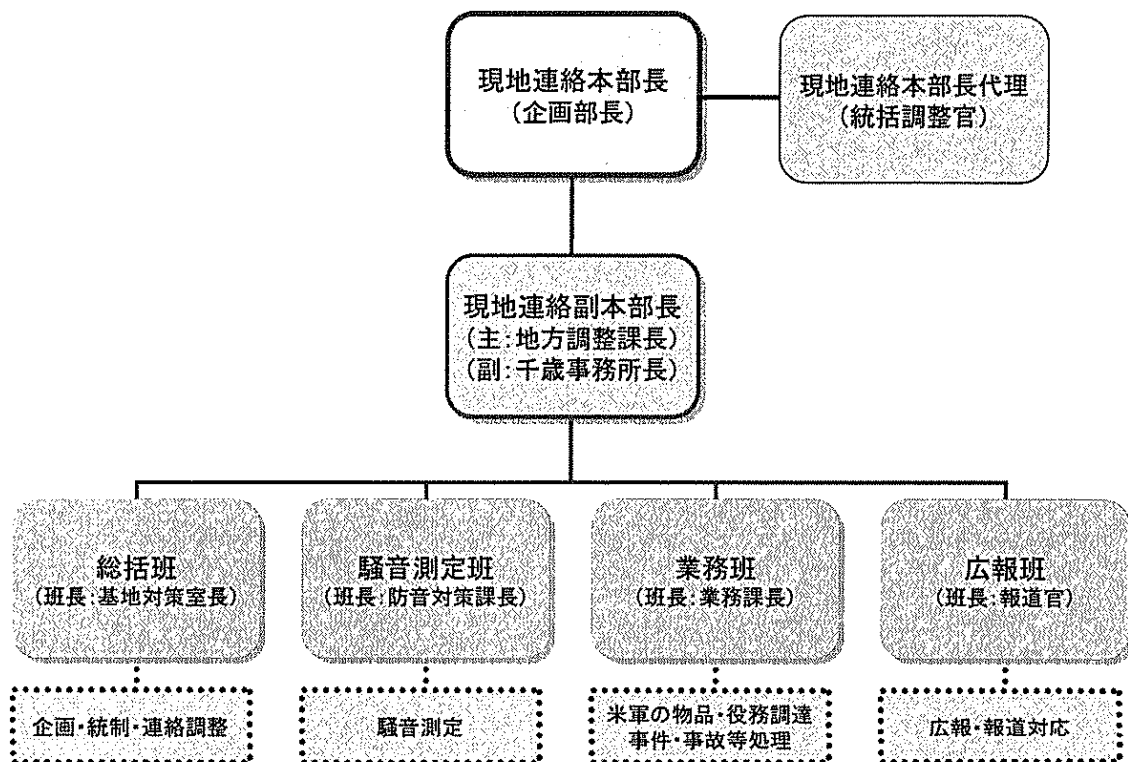 現地連絡本部長
(企画部長)
現地連絡本部長代理
(統括調整官)
現地連絡副本部長
(主:地方調整課長)
(副:千歳事務所長)
総括班
(班長:基地対策室長)
騒音測定班
(班長:防音対策課長)
業務班
(班長:業務課長)
広報班
(班長:報道官)
企画・統制・連絡調整
騒音測定
米軍の物品・役務調達
事件・事故等処理
広報・報道対応